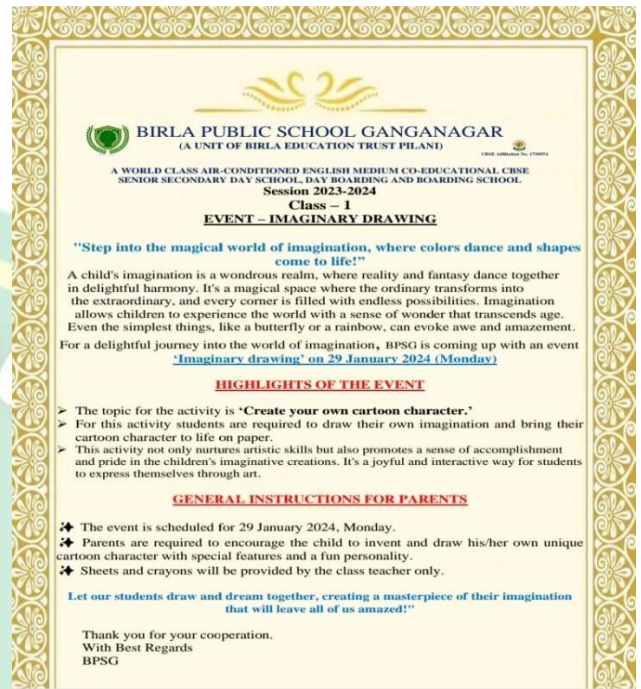 BIRLA PUBLIC SCHOOL GANGANAGAR
(A UNIT OF BIRLA EDUCATION TRUST PILANI)
CBSE Affiliation No. 1730974
A WORLD CLASS AIR-CONDITIONED ENGLISH MEDIUM CO-EDUCATIONAL CBSE
SENIOR SECONDARY DAY SCHOOL, DAY BOARDING AND BOARDING SCHOOL
Session 2023-2024
Class – 1
EVENT – IMAGINARY DRAWING
"Step into the magical world of imagination, where colors dance and shapes
come to life!"
A child's imagination is a wondrous realm, where reality and fantasy dance together
in delightful harmony. It's a magical space where the ordinary transforms into
the extraordinary, and every corner is filled with endless possibilities. Imagination
allows children to experience the world with a sense of wonder that transcends age.
Even the simplest things, like a butterfly or a rainbow, can evoke awe and amazement.
For a delightful journey into the world of imagination, BPSG is coming up with an event
'Imaginary drawing' on 29 January 2024 (Monday)
HIGHLIGHTS OF THE EVENT
➢ The topic for the activity is 'Create your own cartoon character.'
➢ For this activity students are required to draw their own imagination and bring their
cartoon character to life on paper.
➢ This activity not only nurtures artistic skills but also promotes a sense of accomplishment
and pride in the children's imaginative creations. It's a joyful and interactive way for students
to express themselves through art.
GENERAL INSTRUCTIONS FOR PARENTS
The event is scheduled for 29 January 2024, Monday.
Parents are required to encourage the child to invent and draw his/her own unique
cartoon character with special features and a fun personality.
Sheets and crayons will be provided by the class teacher only.
Let our students draw and dream together, creating a masterpiece of their imagination
that will leave all of us amazed!"
Thank you for your cooperation.
With Best Regards
BPSG